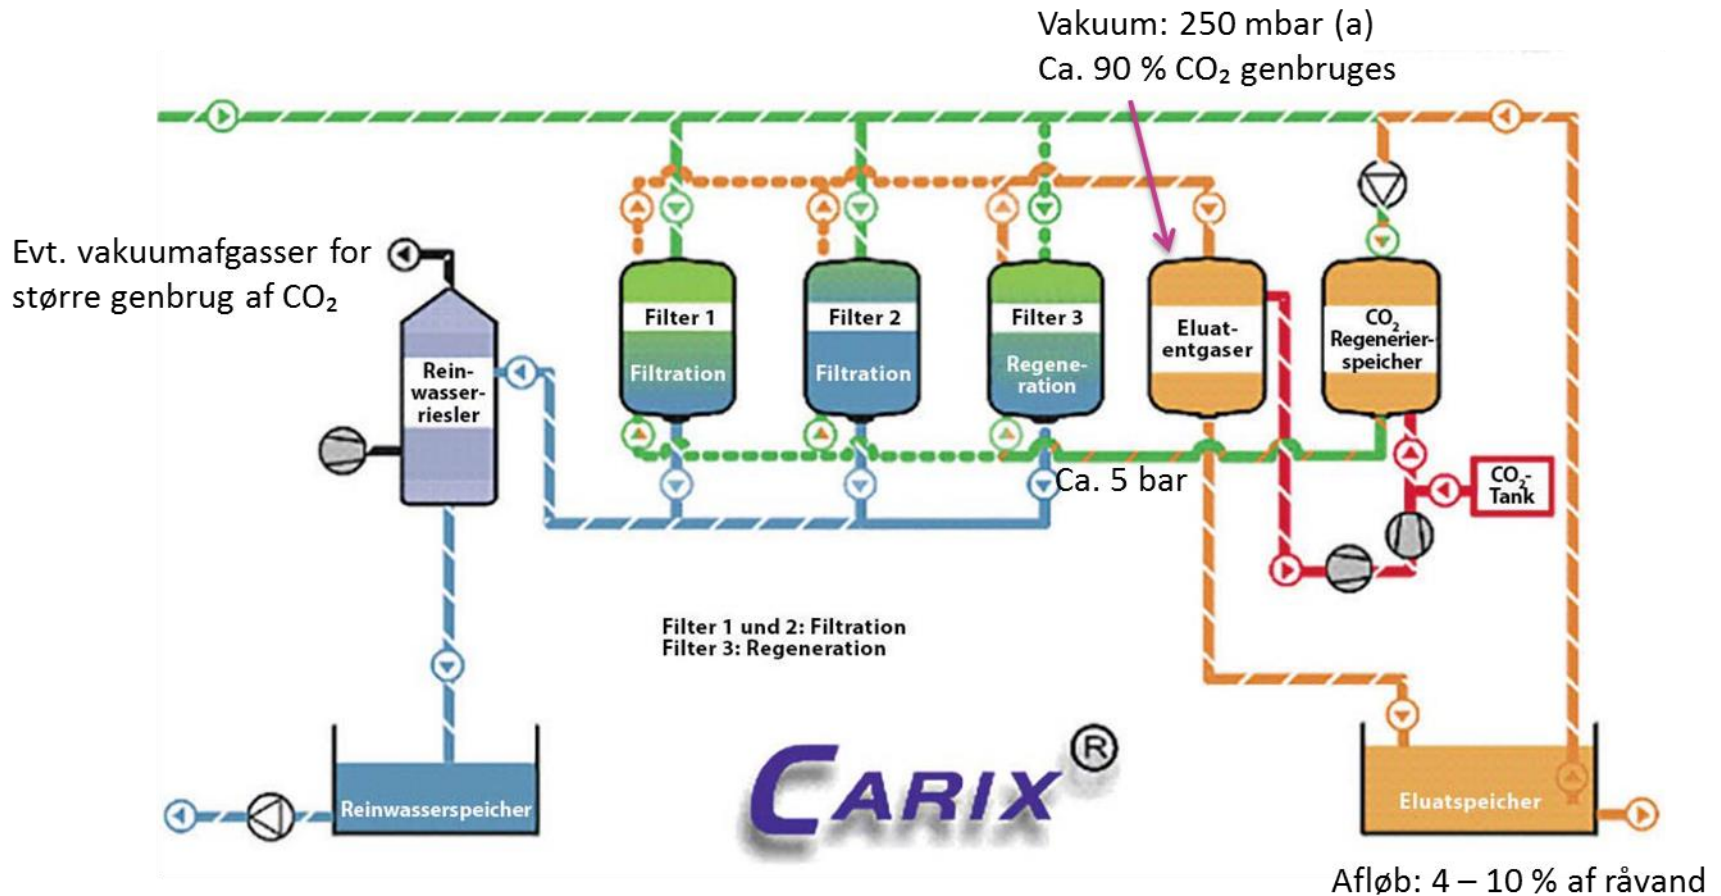 Vakuum: 250 mbar (a)
Ca. 90 % CO₂ genbruges
Evt. vakuumafgasser for
større genbrug af CO₂
Filter 1
Filtration
Filter 2
Filtration
Filter 3
Regene-
ration
Eluat-
entgaser
CO₂
Regenerier-
speicher
Rein-
wasser-
riesler
Ca. 5 bar
CO₂-
Tank
Filter 1 und 2: Filtration
Filter 3: Regeneration
CARIX ®
Reinwasserspeicher
Eluatspeicher
Afløb: 4 – 10 % af råvand